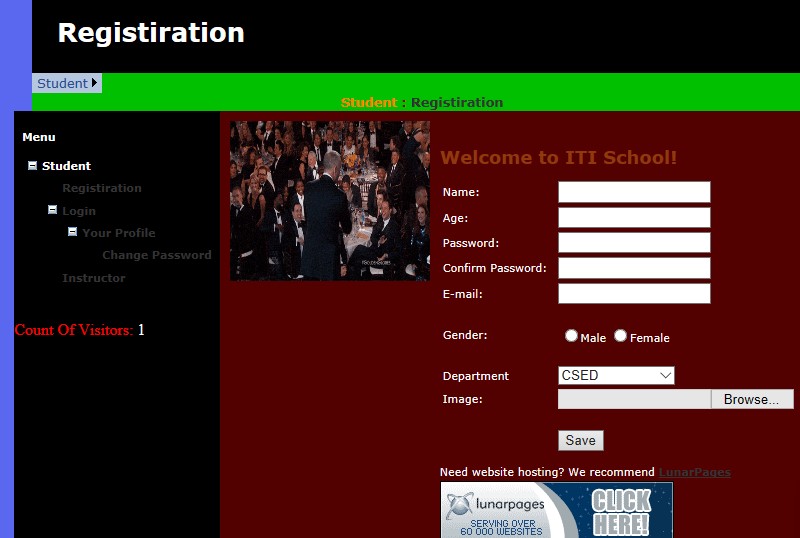 Registiration
Student
Student : Registiration
Menu
Student
Registiration
Login
Your Profile
Change Password
Instructor
Count Of Visitors: 1
Welcome to ITI School!
Name:
Age:
Password:
Confirm Password:
E-mail:
Gender:
Male
Female
Department
CSED
Image:
Browse...
Save
Need website hosting? We recommend LunarPages
lunarpages
SERVING OVER
60 000 WEBSITES
CLICK
HERE!